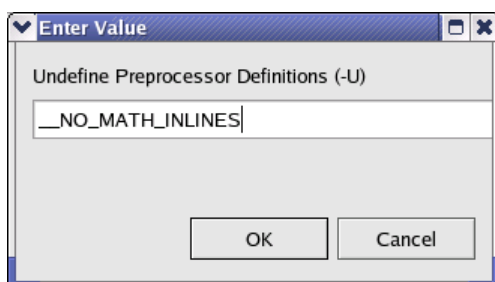 Enter Value
Undefine Preprocessor Definitions (-U)
__NO_MATH_INLINES
OK Cancel